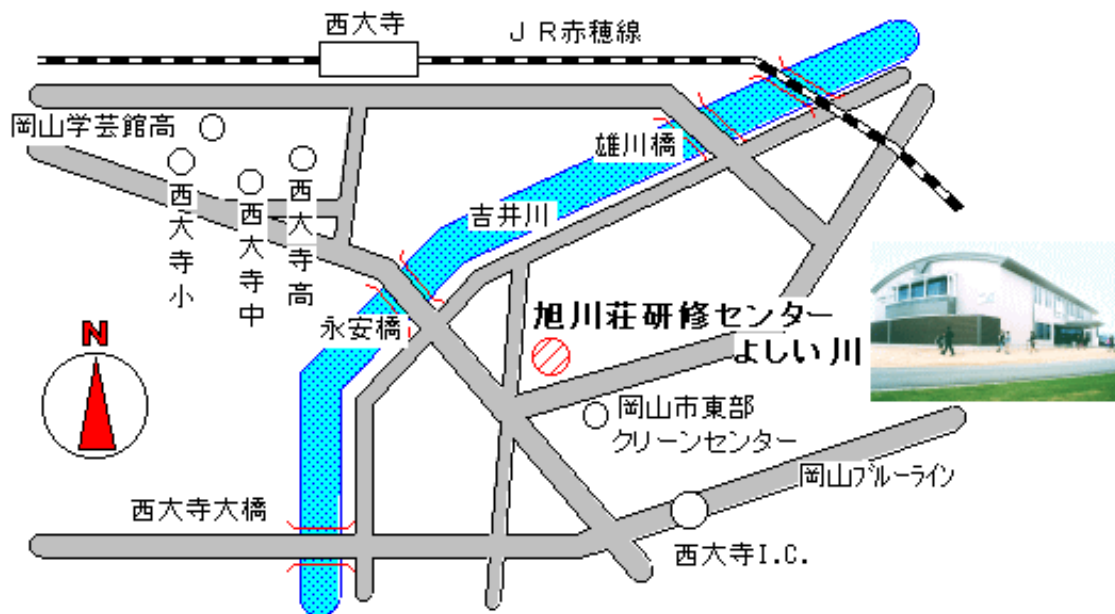 西大寺
ＪＲ赤穂線
岡山学芸館高
雄川橋
西大寺小
西大寺中
西大寺高
吉井川
永安橋
旭川荘研修センター
よしい川
N
岡山市東部
クリーンセンター
岡山ブルーライン
西大寺大橋
西大寺I.C.